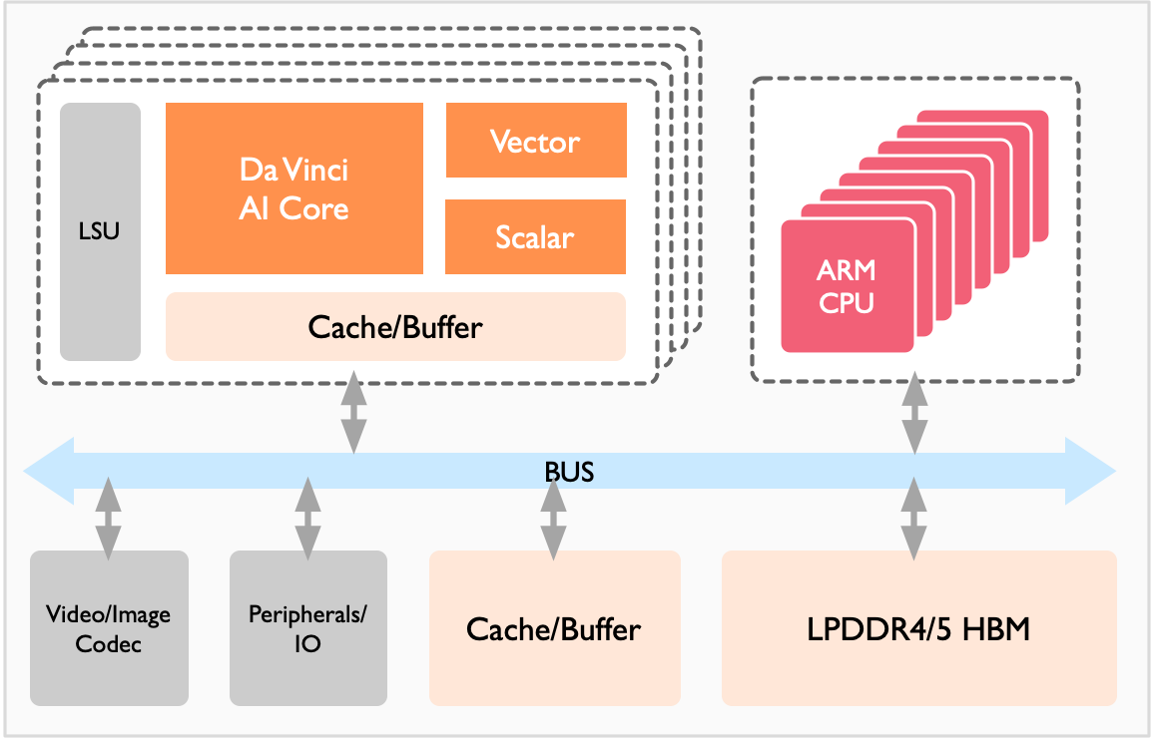 LSU
Da Vinci
AI Core
Vector
Scalar
Cache/Buffer
ARM
CPU
BUS
Video/Image
Codec
Peripherals/
IO
Cache/Buffer
LPDDR4/5 HBM